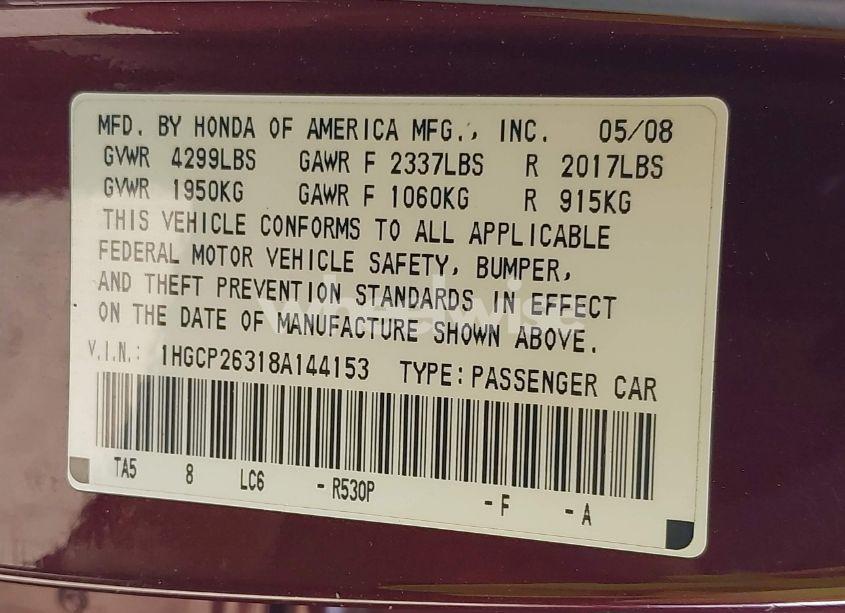 MFD. BY HONDA OF AMERICA MFG., INC. 05/08
GVWR 4299LBS GAWR F 2337LBS R 2017LBS
GVWR 1950KG GAWR F 1060KG R 915KG
THIS VEHICLE CONFORMS TO ALL APPLICABLE
FEDERAL MOTOR VEHICLE SAFETY, BUMPER,
AND THEFT PREVENTION STANDARDS IN EFFECT
ON THE DATE OF MANUFACTURE SHOWN ABOVE.
V.I.N.: 1HGCP26318A144153 TYPE: PASSENGER CAR
TA5 8 LC6 - R530P - F - A
wheelwise